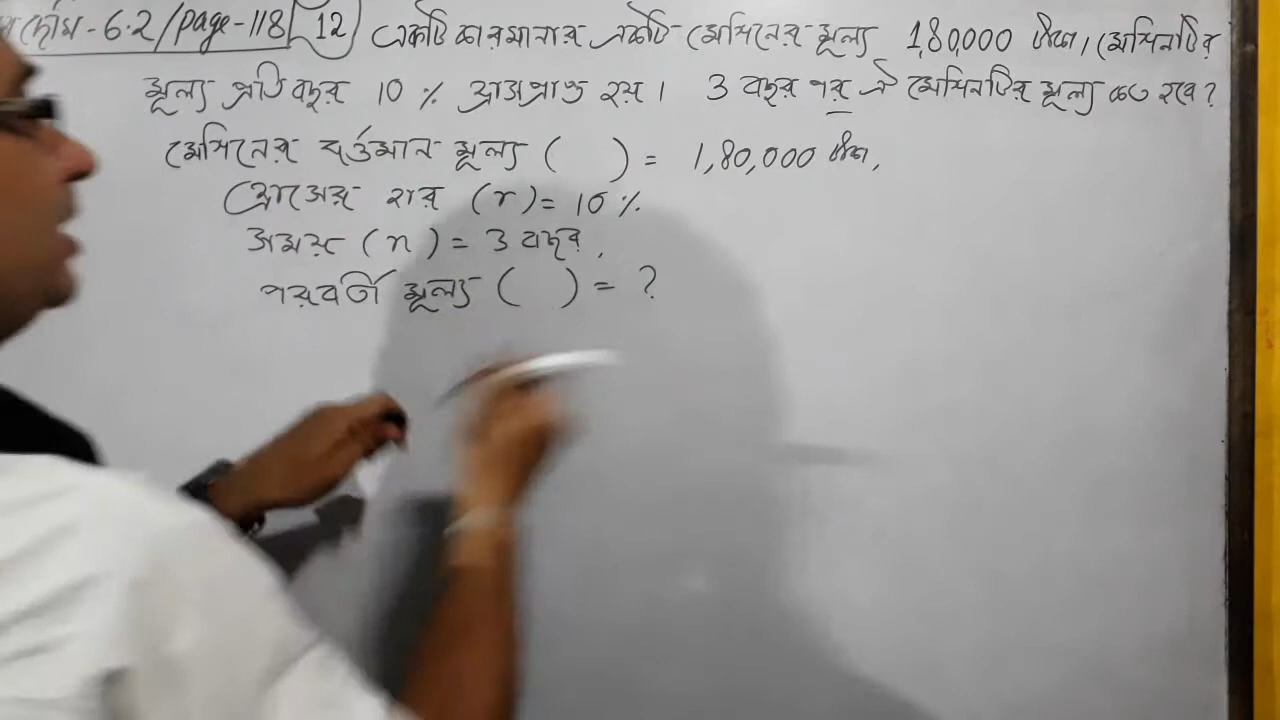 দেখি - 6.2 / page - 118 12 একটি কারখানার একটি মেশিনের মূল্য 1,80,000 টাকা। মেশিনটির
মূল্য প্রতি বছর 10 % হ্রাসপ্রাপ্ত হয়। 3 বছর পর ঐ মেশিনটির মূল্য কত হবে?
মেশিনের বর্তমান মূল্য ( ) = 1,80,000 টাকা,
হ্রাসের হার (r) = 10 %.
সময় (n) = 3 বছর,
পরবর্তি মূল্য ( ) = ?